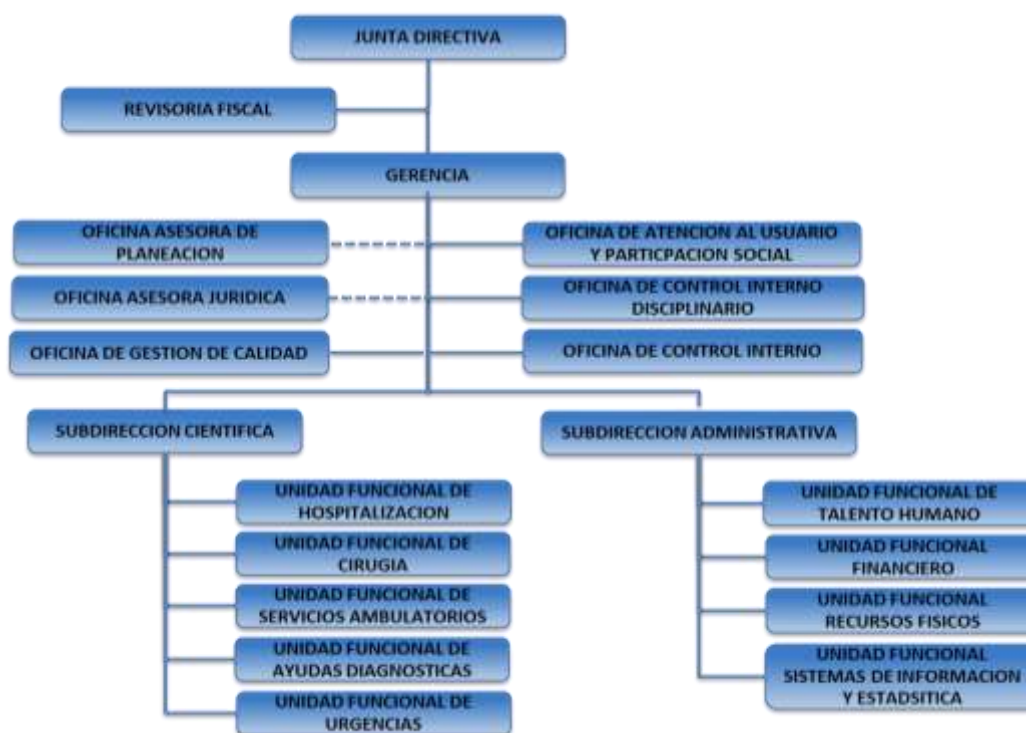 JUNTA DIRECTIVA
REVISORIA FISCAL
GERENCIA
OFICINA ASESORA DE
PLANEACION
OFICINA DE ATENCION AL USUARIO
Y PARTICPACION SOCIAL
OFICINA ASESORA JURIDICA
OFICINA DE CONTROL INTERNO
DISCIPLINARIO
OFICINA DE GESTION DE CALIDAD
OFICINA DE CONTROL INTERNO
SUBDIRECCION CIENTIFICA
SUBDIRECCION ADMINISTRATIVA
UNIDAD FUNCIONAL DE
HOSPITALIZACION
UNIDAD FUNCIONAL DE
CIRUGIA
UNIDAD FUNCIONAL DE
SERVICIOS AMBULATORIOS
UNIDAD FUNCIONAL DE
AYUDAS DIAGNOSTICAS
UNIDAD FUNCIONAL DE
URGENCIAS
UNIDAD FUNCIONAL DE
TALENTO HUMANO
UNIDAD FUNCIONAL
FINANCIERO
UNIDAD FUNCIONAL
RECURSOS FISICOS
UNIDAD FUNCIONAL
SISTEMAS DE INFORMACION
Y ESTADSITICA